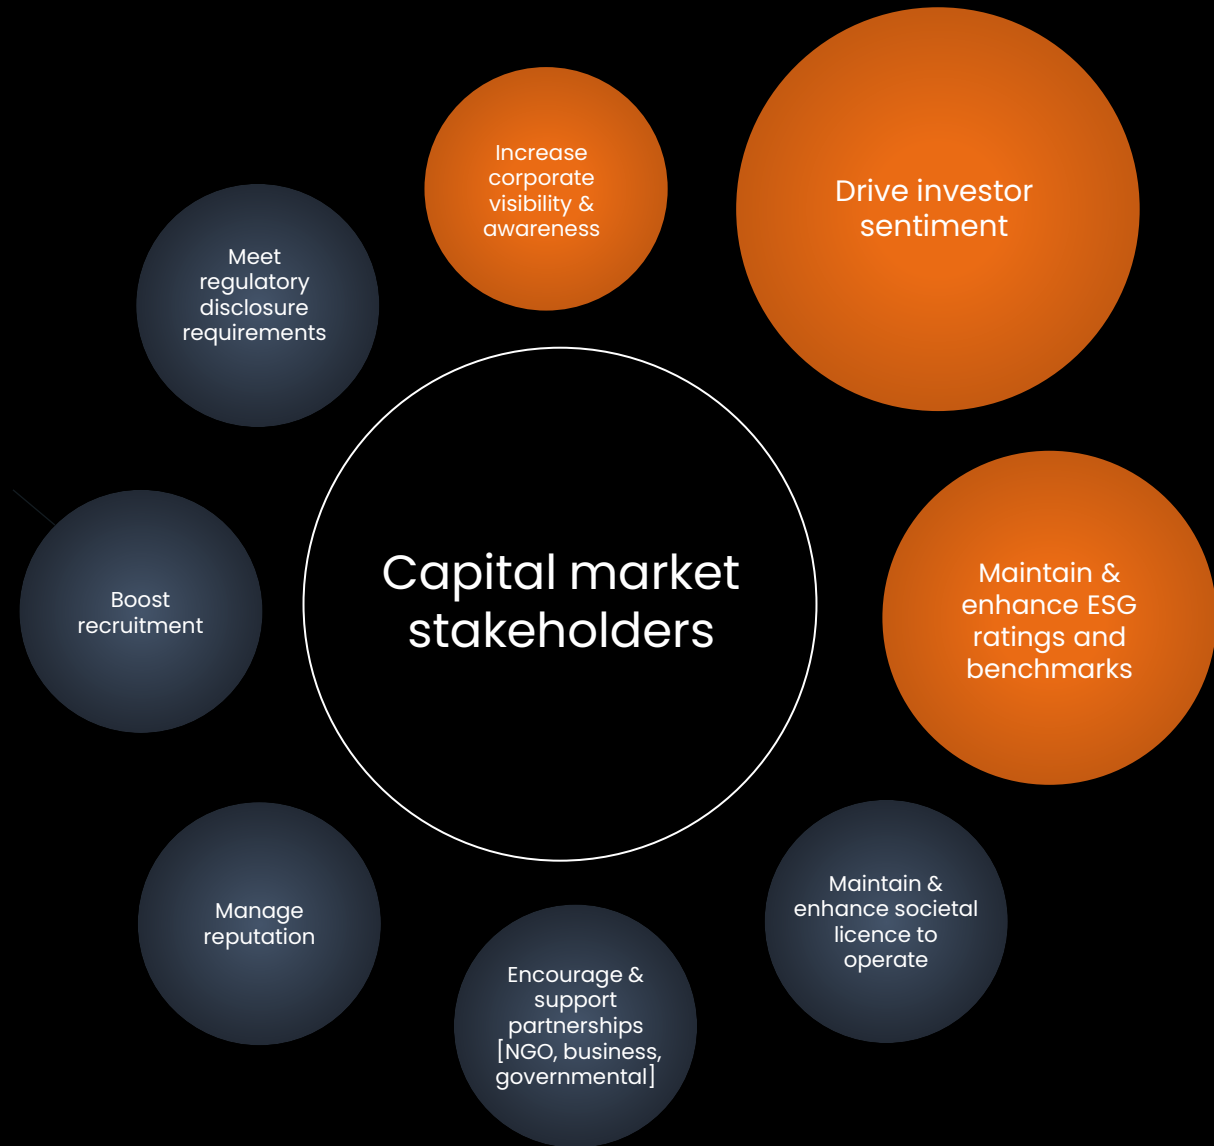 Increase
corporate
visibility &
awareness
Drive investor
sentiment
Meet
regulatory
disclosure
requirements
Capital market
stakeholders
Maintain &
enhance ESG
ratings and
benchmarks
Boost
recruitment
Manage
reputation
Maintain &
enhance societal
licence to
operate
Encourage &
support
partnerships
[NGO, business,
governmental]